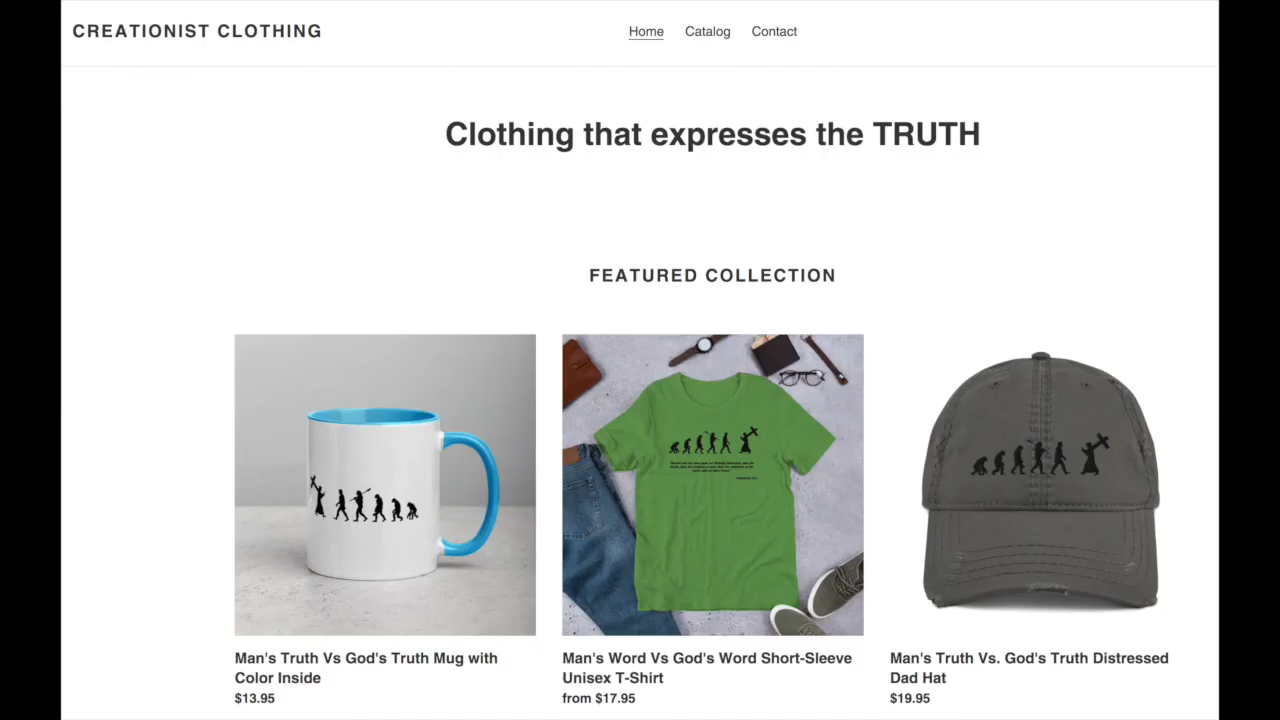 CREATIONIST CLOTHING
Home Catalog Contact
Clothing that expresses the TRUTH
FEATURED COLLECTION
Man's Truth Vs God's Truth Mug with
Color Inside
$13.95
Man's Word Vs God's Word Short-Sleeve
Unisex T-Shirt
from $17.95
Man's Truth Vs. God's Truth Distressed
Dad Hat
$19.95